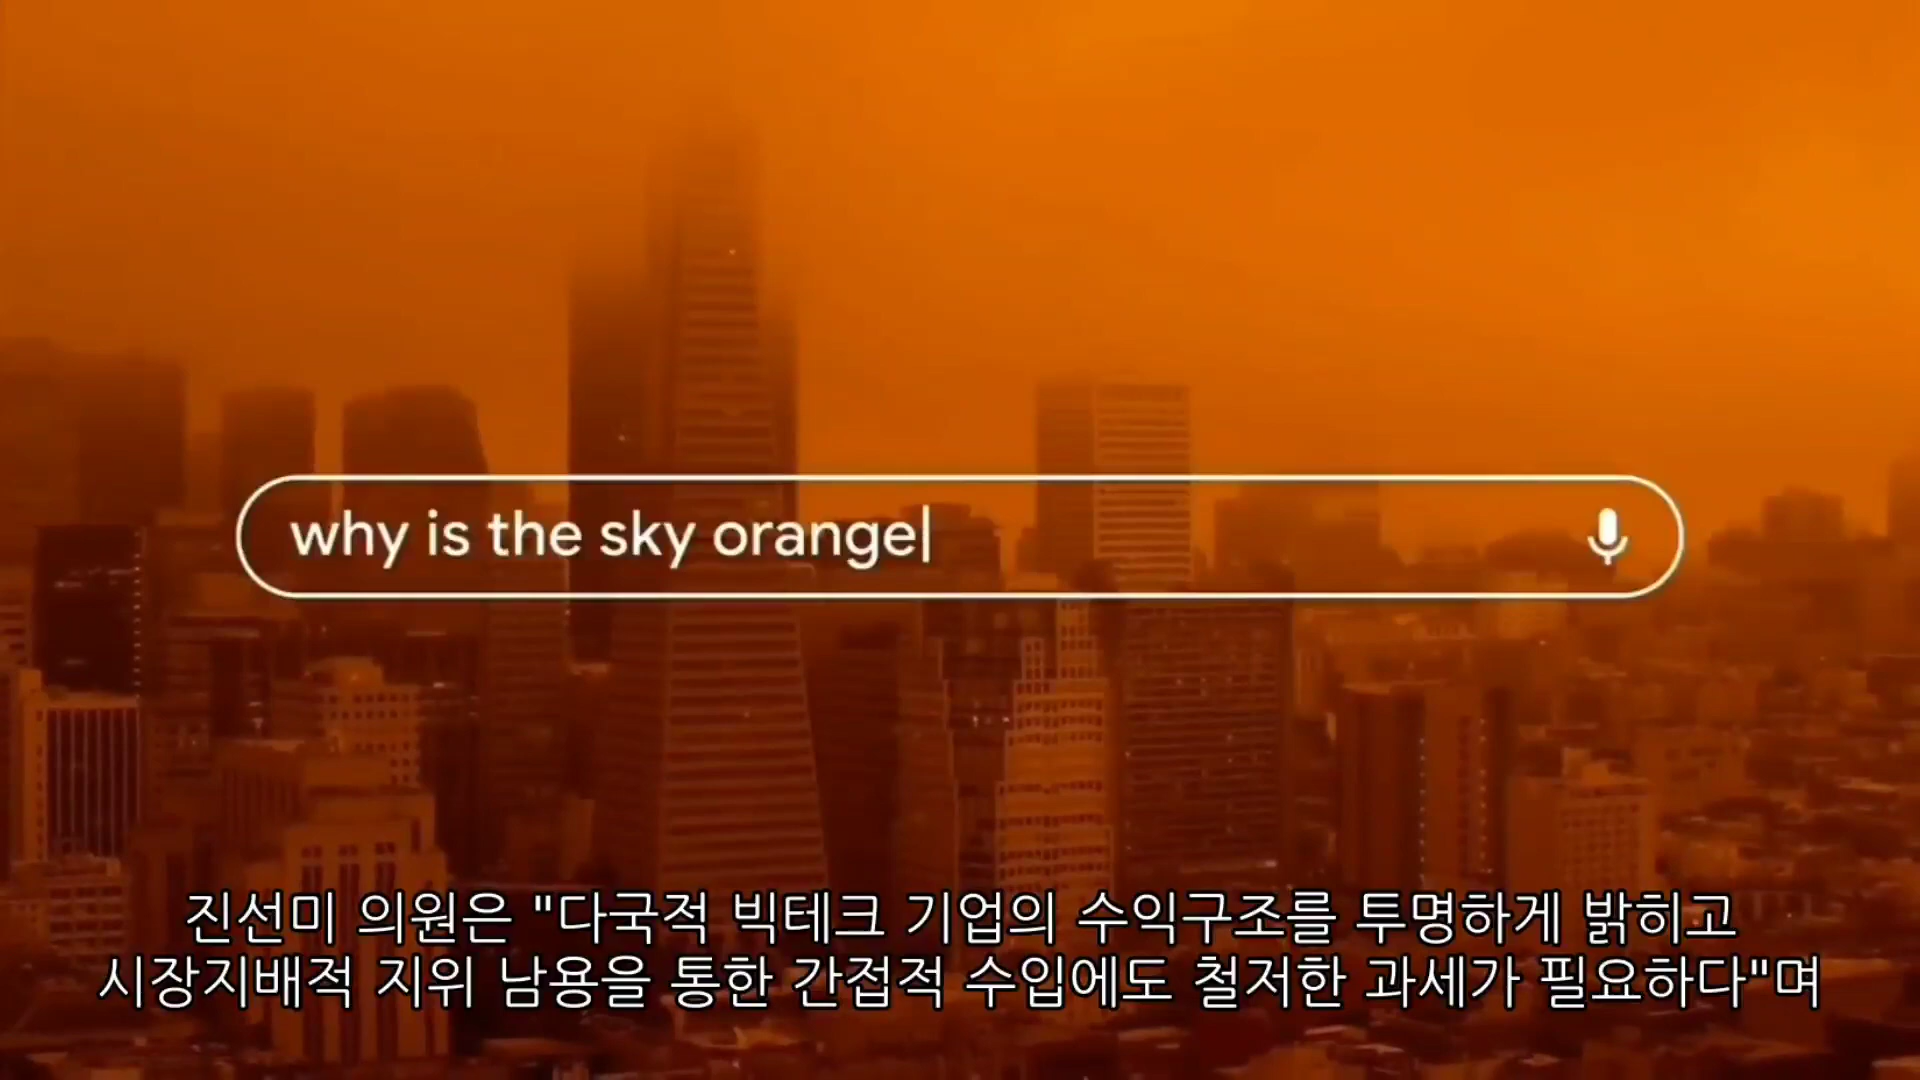 why is the sky orange
진선미 의원은 "다국적 빅테크 기업의 수익구조를 투명하게 밝히고
시장지배적 지위 남용을 통한 간접적 수입에도 철저한 과세가 필요하다"며